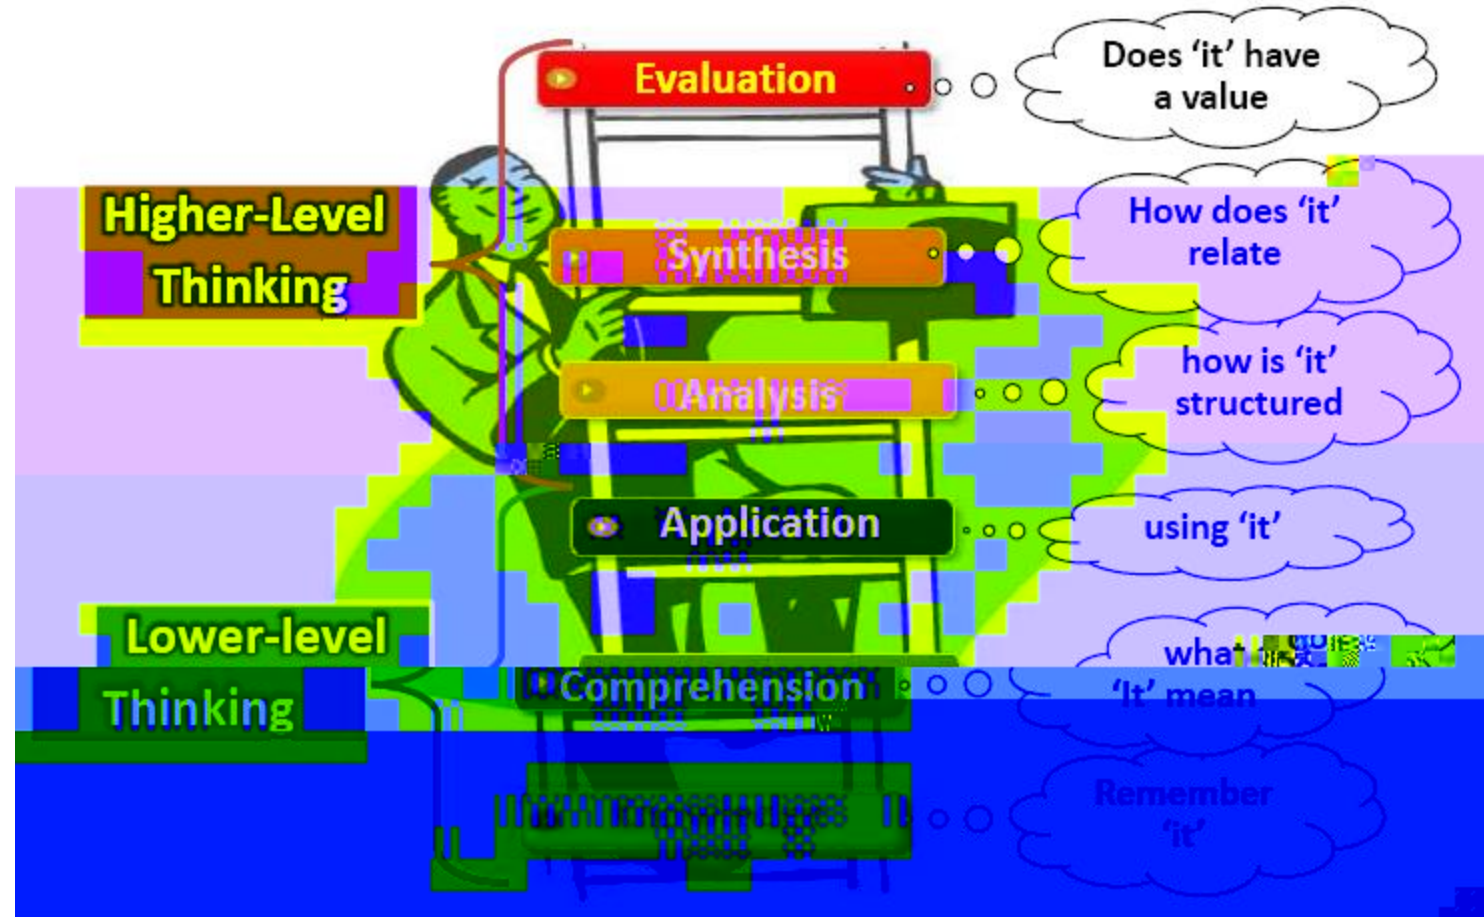 Evaluation
Does ‘it’ have
a value
Higher-Level
Thinking
Synthesis
How does ‘it’
relate
Analysis
how is ‘it’
structured
Application
using ‘it’
Lower-level
Thinking
Comprehension
what
‘It’ mean
Remember
‘it’